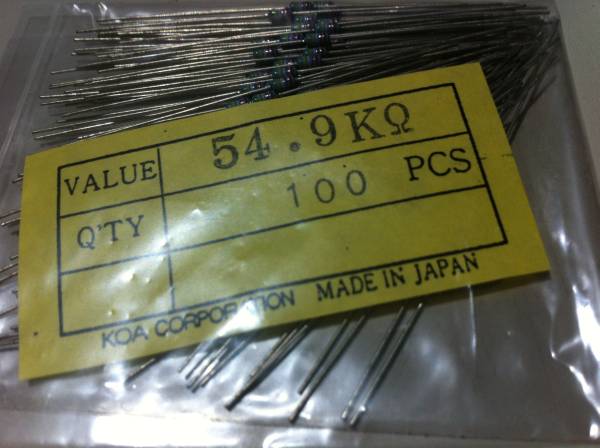 VALUE 54.9KΩ
Q'TY 100 PCS
KOA CORPORATION MADE IN JAPAN